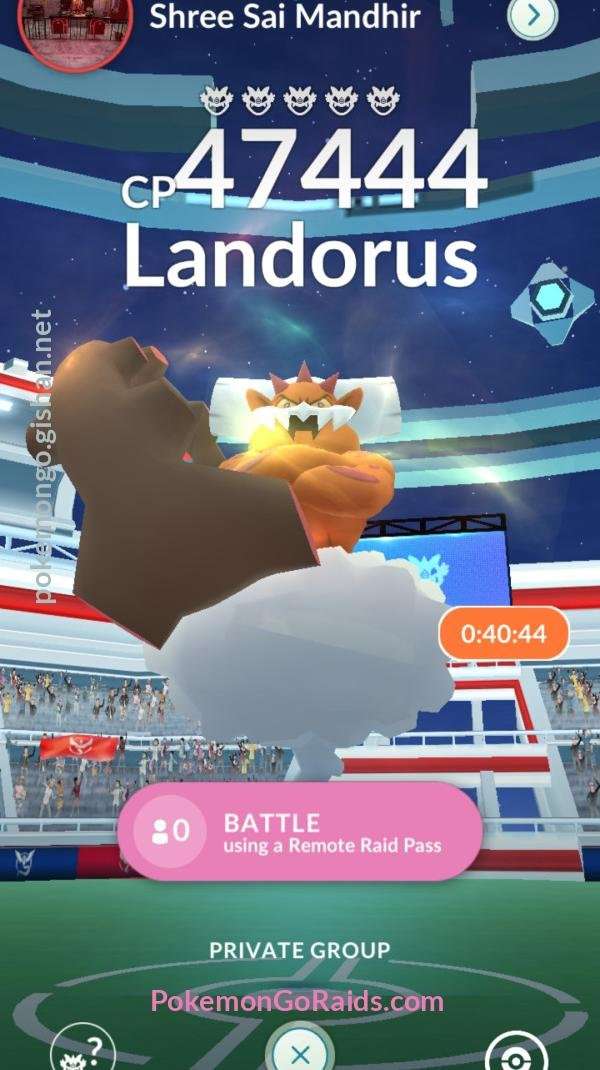 Shree Sai Mandhir
CP47444
Landorus
pokemongo.gishan.net
0:40:44
0
BATTLE
using a Remote Raid Pass
PRIVATE GROUP
PokemonGoRaids.com
?